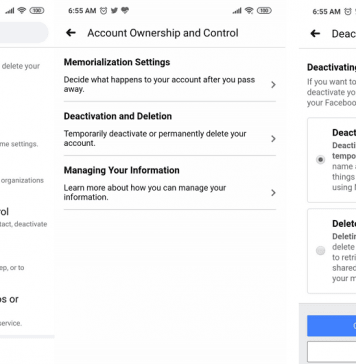 100
delete your
me settings.
organizations
ol
tact, deactivate
ep, or to
s or
ervice.
6:55 AM
100
Account Ownership and Control
Memorialization Settings
Decide what happens to your account after you pass
away.
Deactivation and Deletion
Temporarily deactivate or permanently delete your
account.
Managing Your Information
Learn more about how you can manage your
information.
6:55 AM
Deac
Deactivating
If you want to
deactivate yo
your Faceboo
Deact
Deacti
tempo
name
things
using
Delet
Deletin
delete
to retri
shared
your m